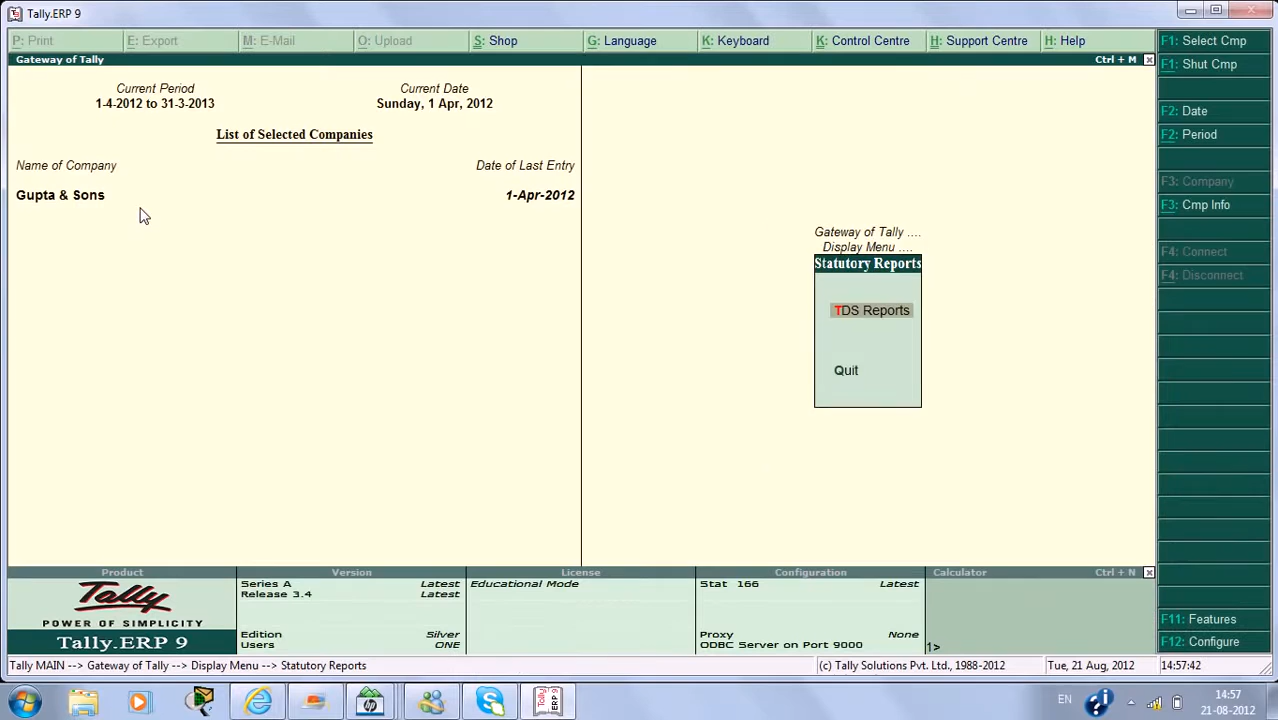 Tally.ERP 9
P: Print E: Export M: E-Mail O: Upload S: Shop G: Language K: Keyboard K: Control Centre H: Support Centre H: Help
Gateway of Tally Ctrl + M
Current Period Current Date
1-4-2012 to 31-3-2013 Sunday, 1 Apr, 2012
List of Selected Companies
Name of Company Date of Last Entry
Gupta & Sons 1-Apr-2012
Gateway of Tally ....
Display Menu ....
Statutory Reports
TDS Reports
Quit
F1: Select Cmp
F1: Shut Cmp
F2: Date
F2: Period
F3: Company
F3: Cmp Info
F4: Connect
F4: Disconnect
F11: Features
F12: Configure
Product Version License Configuration Calculator Ctrl + N
Tally
POWER OF SIMPLICITY
Tally.ERP 9
Series A Latest
Release 3.4 Latest
Edition Silver
Users ONE
Educational Mode
Stat 166 Latest
Proxy None
ODBC Server on Port 9000
1>
Tally MAIN --> Gateway of Tally --> Display Menu --> Statutory Reports (c) Tally Solutions Pvt. Ltd., 1988-2012 Tue, 21 Aug, 2012 14:57:42
EN 14:57
21-08-2012